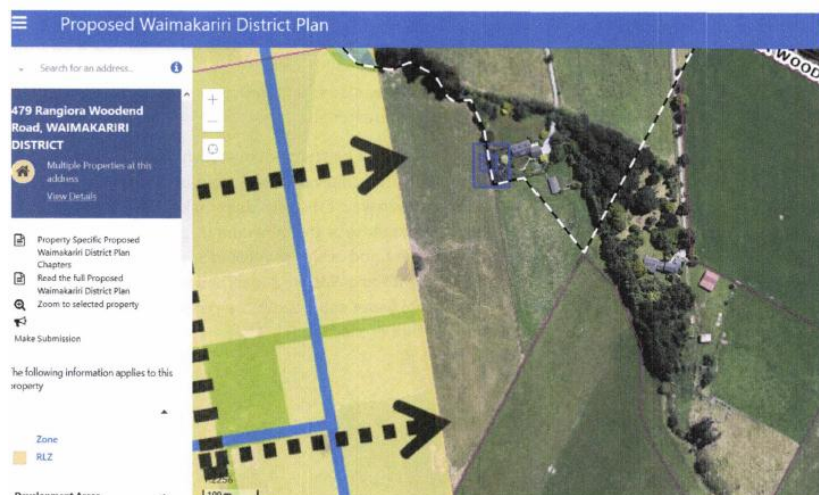 Proposed Waimakariri District Plan
Search for an address...
479 Rangiora Woodend
Road, WAIMAKARIRI
DISTRICT
Multiple Properties at this
address
View Details
Property Specific Proposed
Waimakariri District Plan
Chapters
Read the full Proposed
Waimakariri District Plan
Zoom to selected property
Make Submission
The following information applies to this
property
Zone
RLZ
Development Areas
WOOD